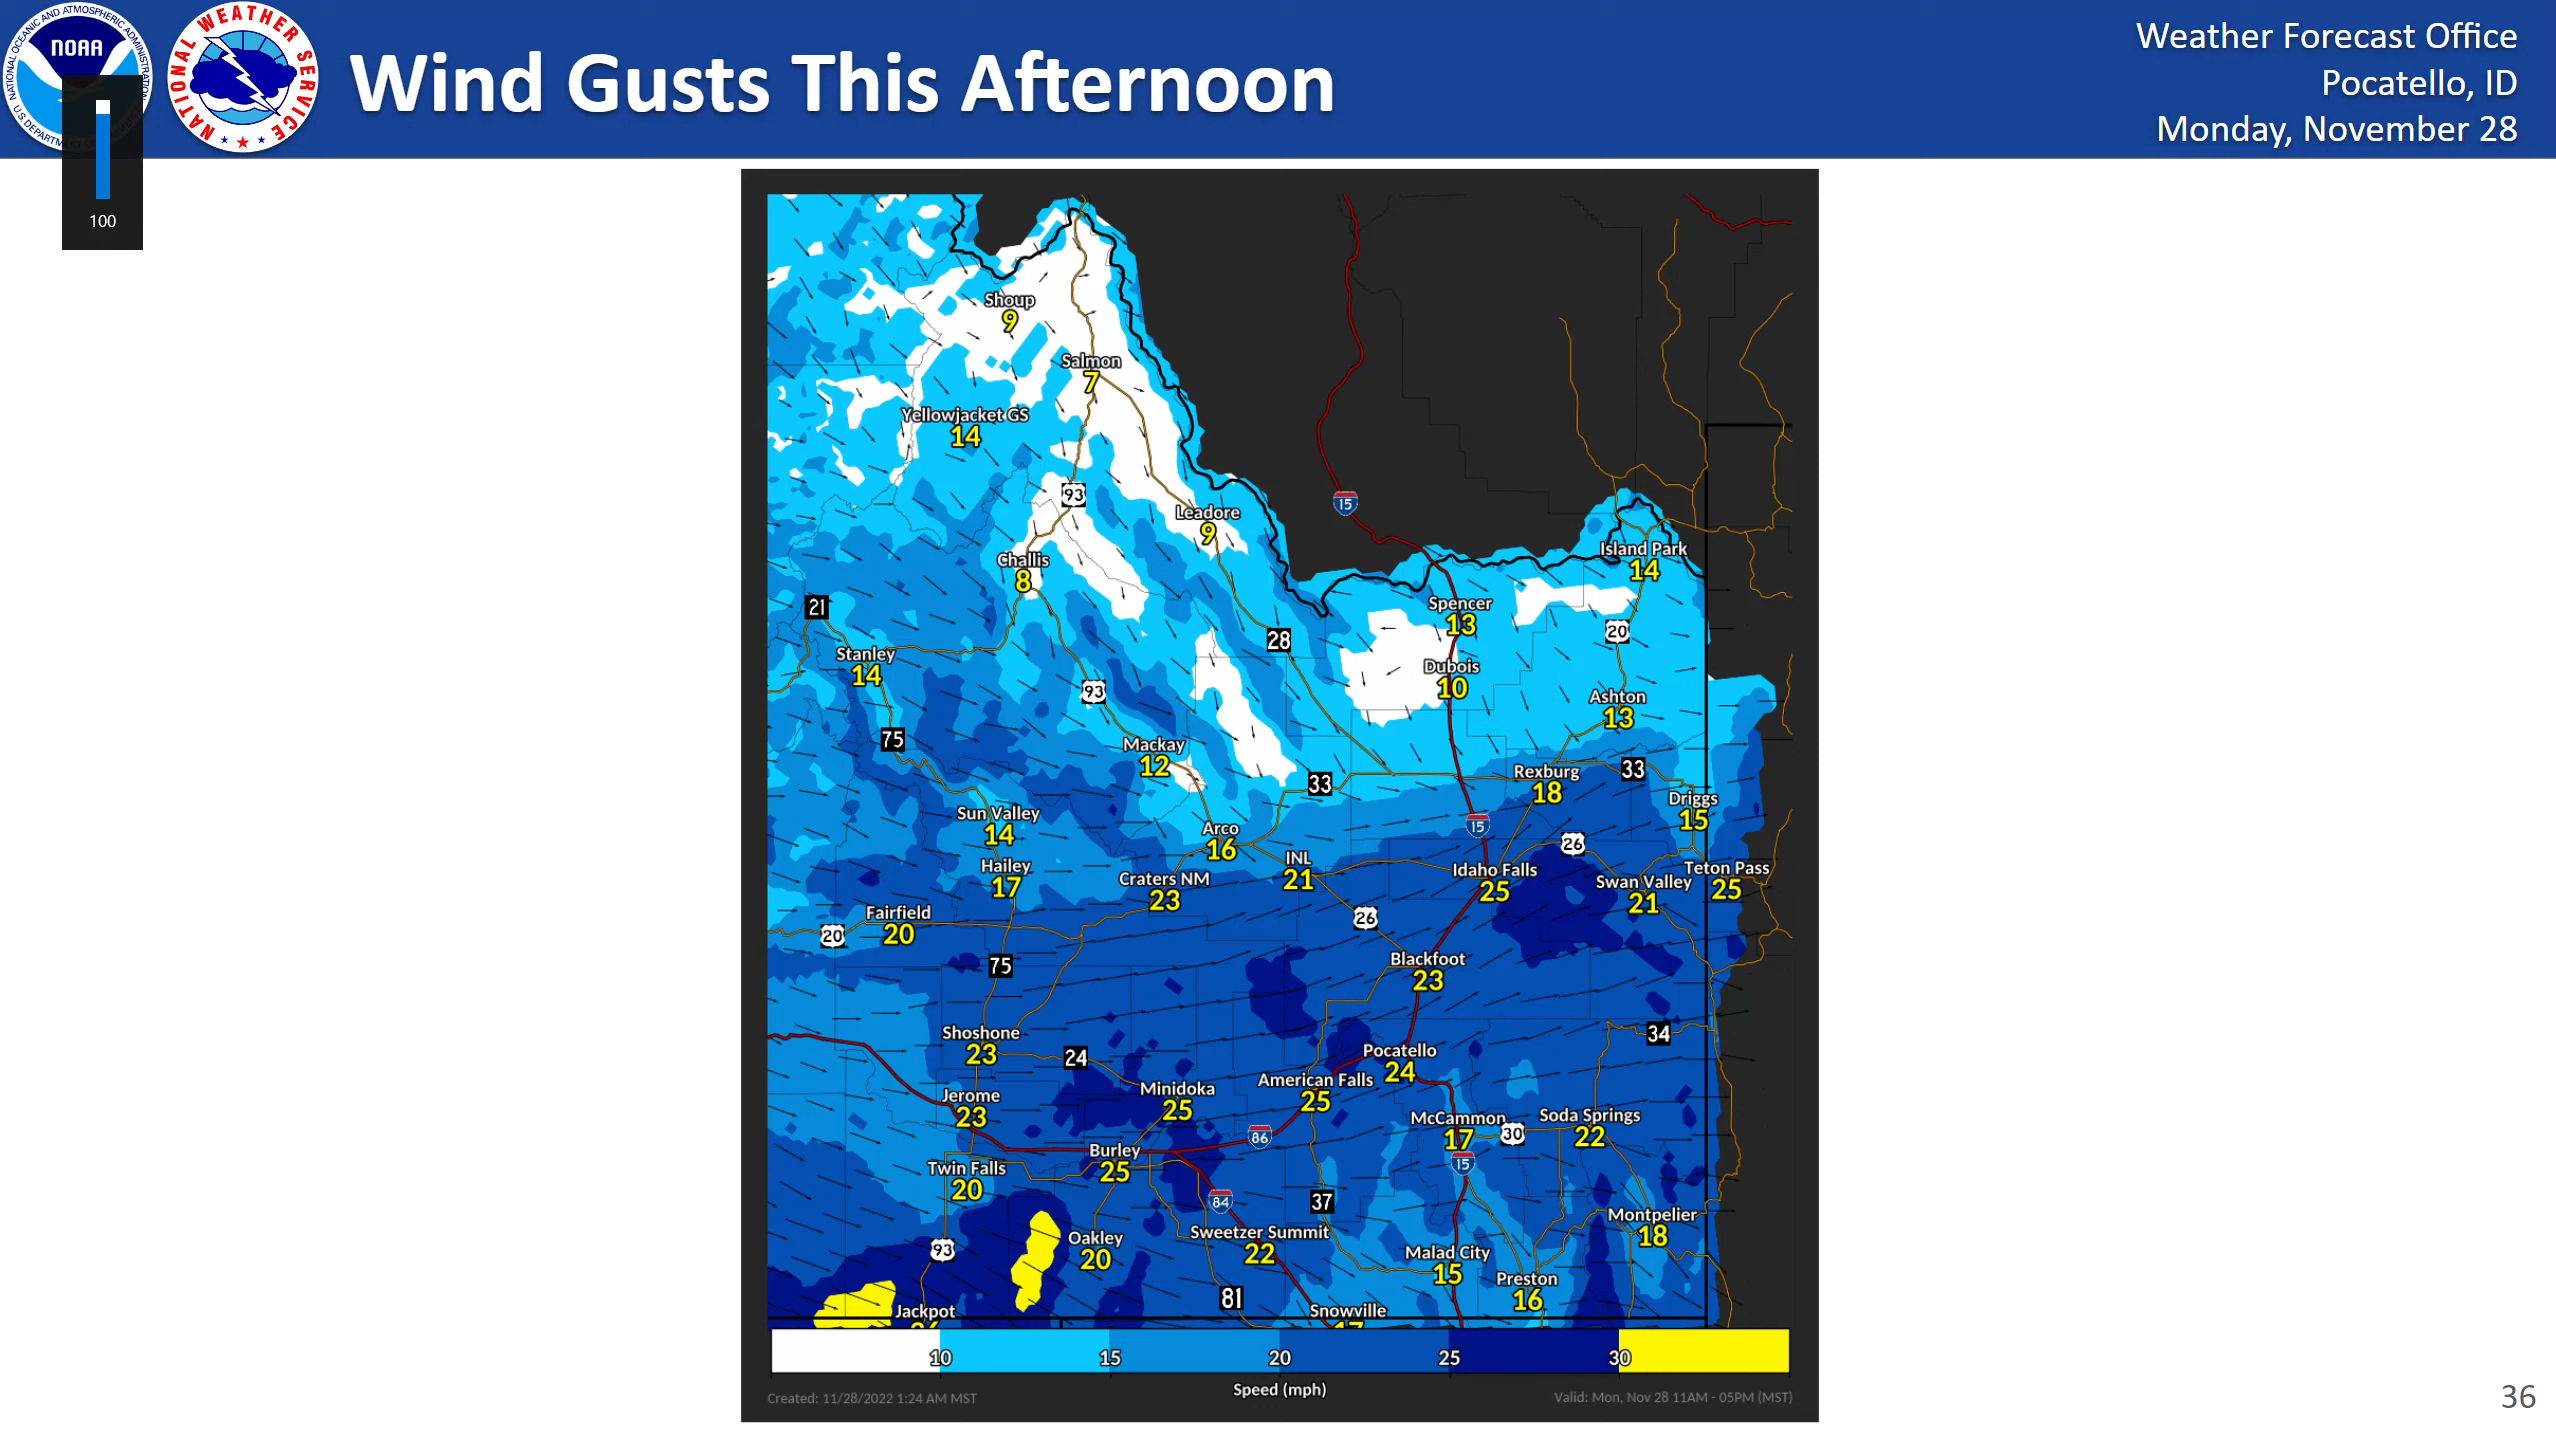 NATIONAL OCEANIC AND ATMOSPHERIC ADMINISTRATION
NOAA
NATIONAL WEATHER SERVICE
Wind Gusts This Afternoon
Weather Forecast Office
Pocatello, ID
Monday, November 28
100
Shoup
9
Salmon
7
Yellowjacket GS
14
93
15
Leadore
9
Island Park
14
Challis
8
21
Spencer
13
20
28
Stanley
14
Dubois
10
93
Ashton
13
75
Mackay
12
33
Rexburg
18
33
Driggs
15
Sun Valley
14
Arco
16
15
26
Hailey
17
INL
21
Craters NM
23
Idaho Falls
25
Swan Valley
21
Teton Pass
25
Fairfield
20
20
26
75
Blackfoot
23
Shoshone
23
24
34
Pocatello
24
American Falls
25
Minidoka
25
Jerome
23
McCammon
17
30
Soda Springs
22
86
15
Burley
25
Twin Falls
20
84
37
Montpelier
18
93
Oakley
20
Sweetzer Summit
22
Malad City
15
Preston
16
81
Jackpot
Snowville
17
10 15 20 25 30
Speed (mph)
Created: 11/28/2022 1:24 AM MST
Valid: Mon, Nov 28 11AM - 05PM (MST)
36